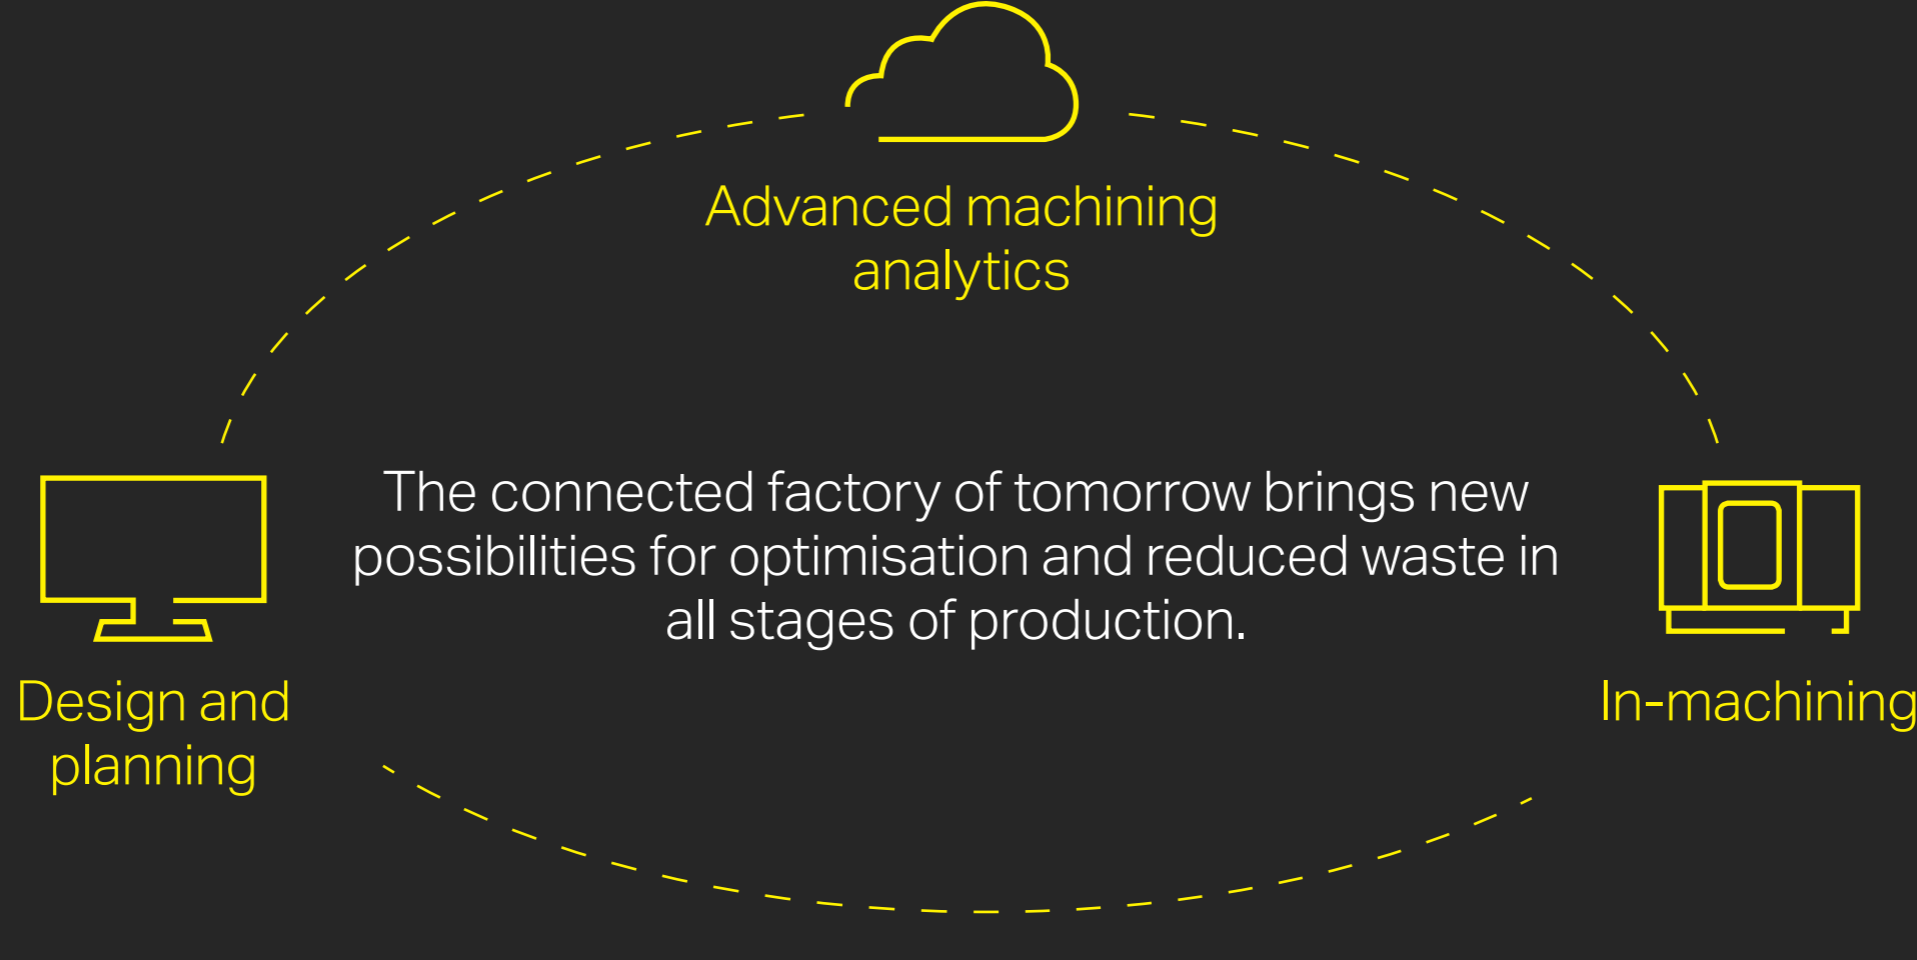 Advanced machining
analytics
The connected factory of tomorrow brings new
possibilities for optimisation and reduced waste in
all stages of production.
Design and
planning
In-machining